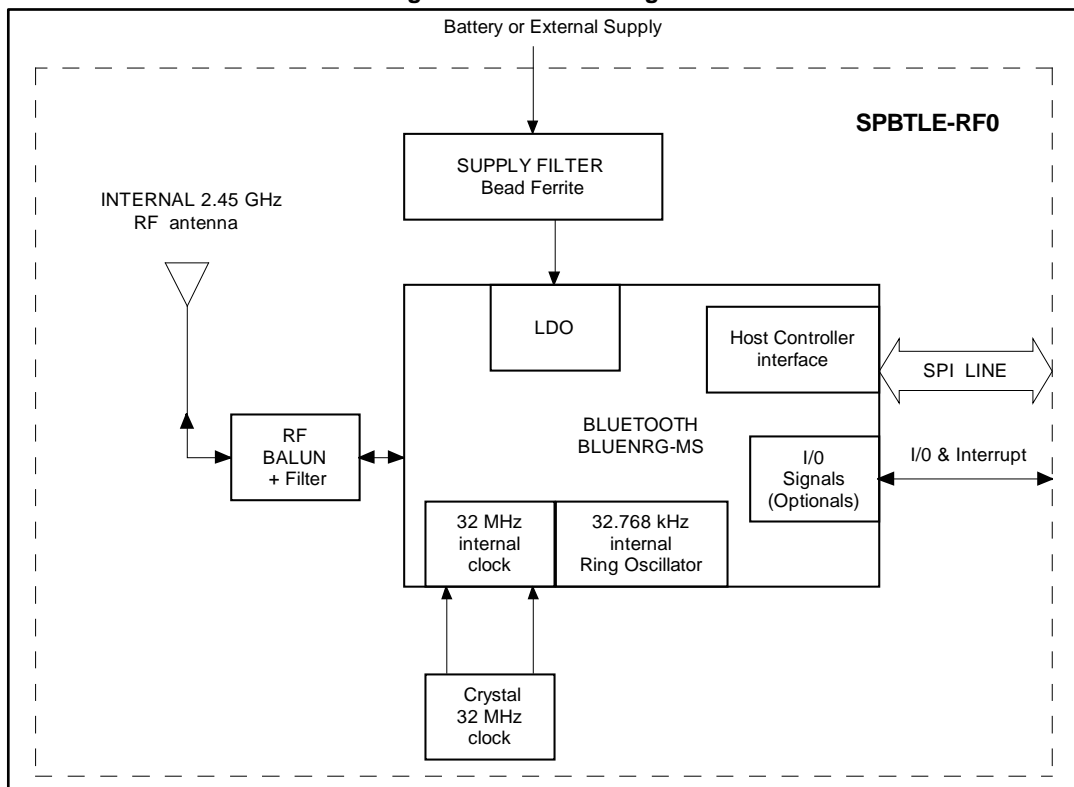 Battery or External Supply
SPBTLE-RF0
SUPPLY FILTER
Bead Ferrite
INTERNAL 2.45 GHz
RF antenna
LDO
Host Controller
interface
SPI LINE
BLUETOOTH
BLUENRG-MS
RF
BALUN
+ Filter
I/0
Signals
(Optionals)
I/0 & Interrupt
32 MHz
internal
clock
32.768 kHz
internal
Ring Oscillator
Crystal
32 MHz
clock